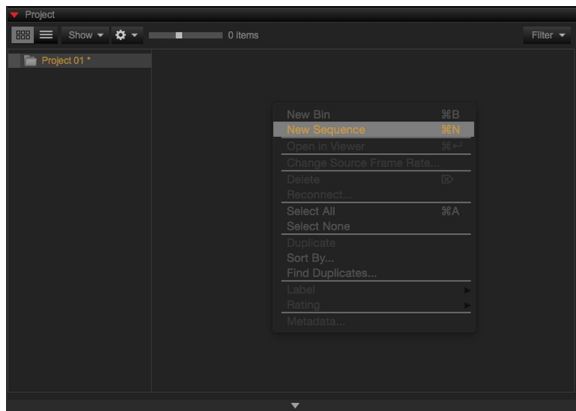 Project
Show 0 items Filter
Project 01 *
New Bin ⌘B
New Sequence ⌘N
Open in Viewer ⌘↩
Change Source Frame Rate...
Delete ⌦
Reconnect...
Select All ⌘A
Select None
Duplicate
Sort By...
Find Duplicates...
Label
Rating
Metadata...